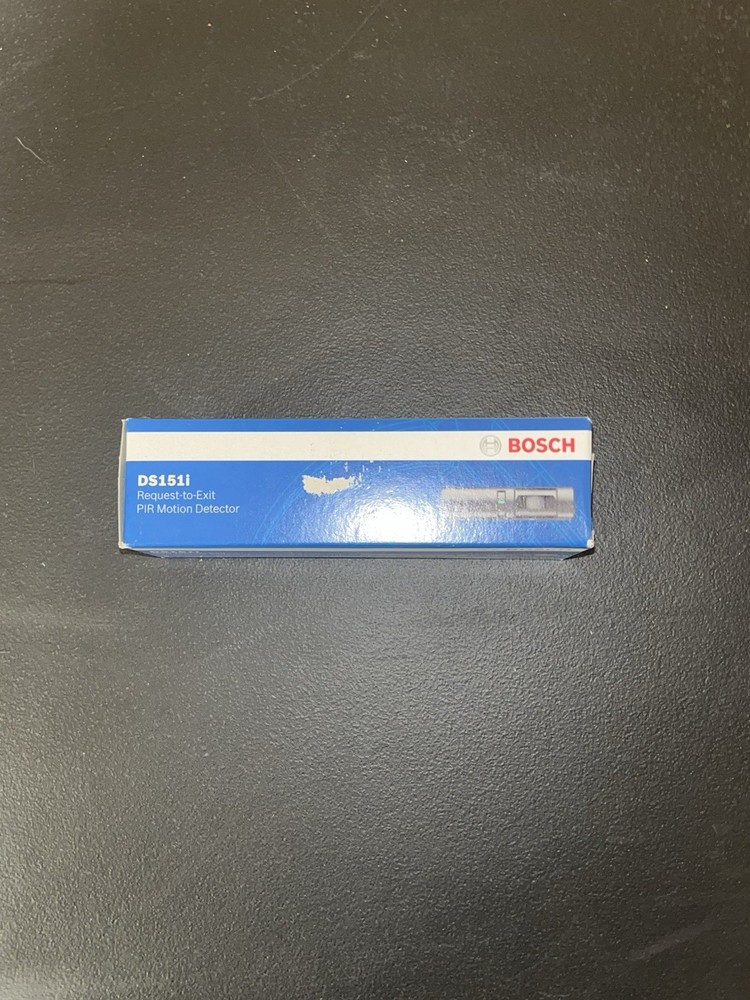 BOSCH
DS151i
Request-to-Exit
PIR Motion Detector